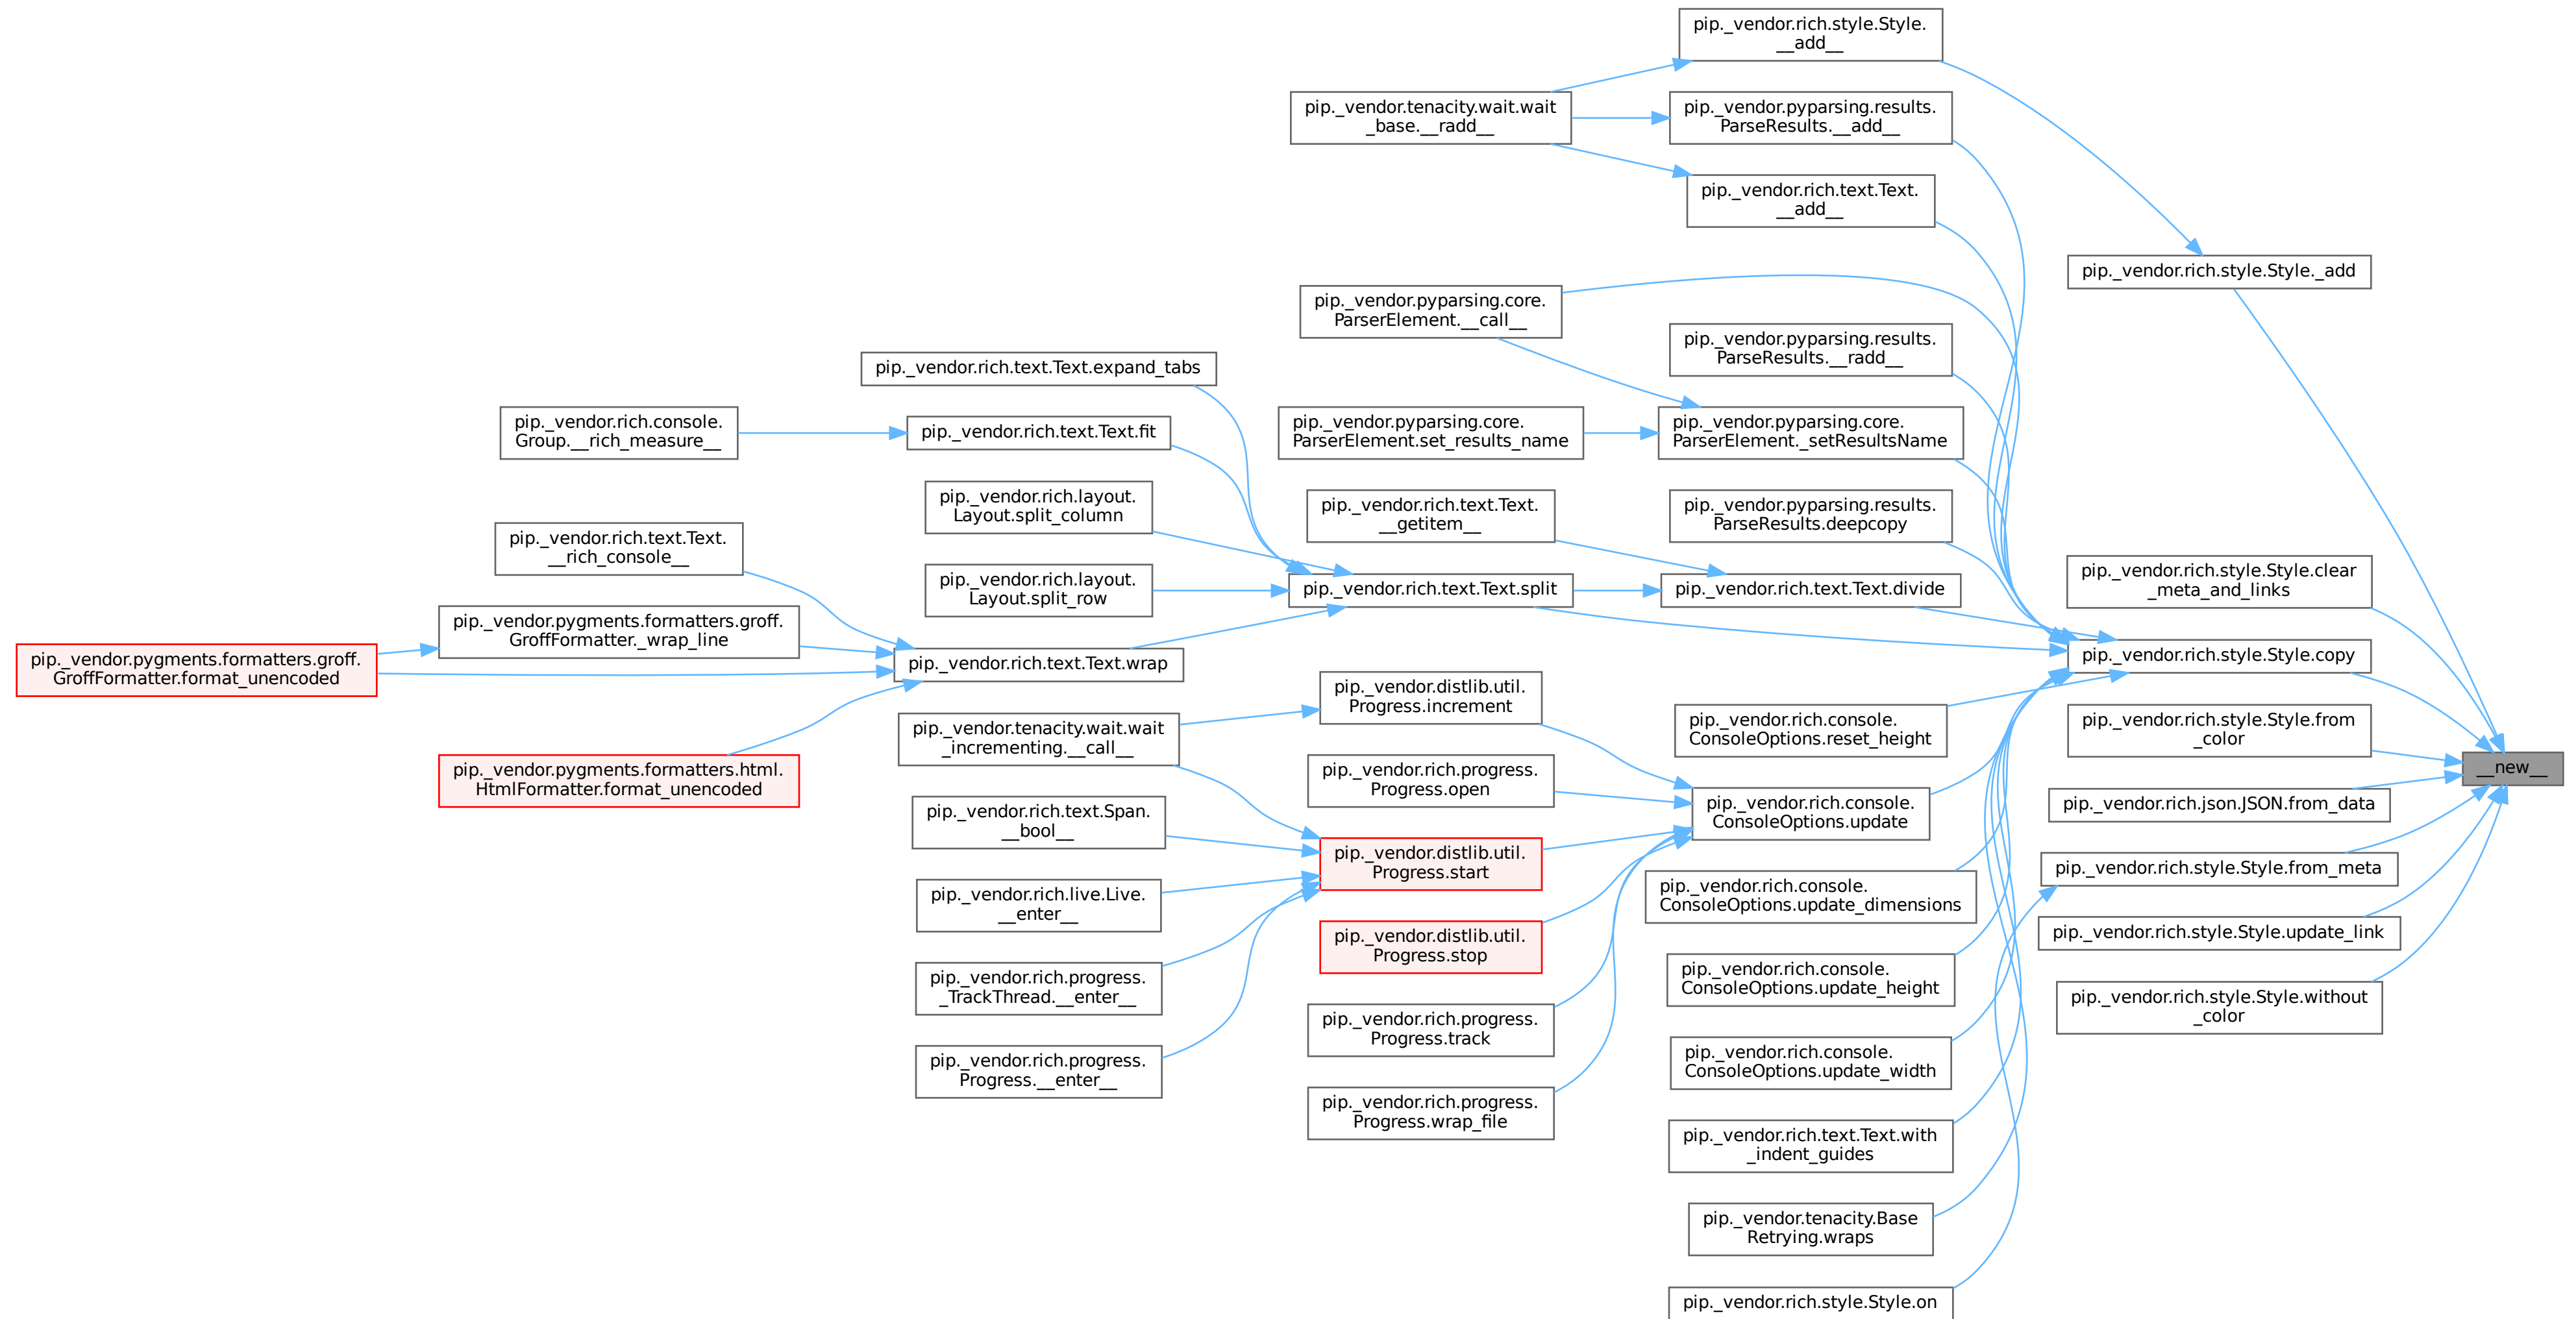 pip._vendor.rich.style.Style.
__add__
pip._vendor.tenacity.wait.wait
_base.__radd__
pip._vendor.pyparsing.results.
ParseResults.__add__
pip._vendor.rich.text.Text.
__add__
pip._vendor.rich.style.Style._add
pip._vendor.pyparsing.core.
ParserElement.__call__
pip._vendor.pyparsing.results.
ParseResults.__radd__
pip._vendor.rich.text.Text.expand_tabs
pip._vendor.rich.console.
Group.__rich_measure__
pip._vendor.rich.text.Text.fit
pip._vendor.pyparsing.core.
ParserElement.set_results_name
pip._vendor.pyparsing.core.
ParserElement._setResultsName
pip._vendor.rich.layout.
Layout.split_column
pip._vendor.rich.text.Text.
__getitem__
pip._vendor.pyparsing.results.
ParseResults.deepcopy
pip._vendor.rich.text.Text.
__rich_console__
pip._vendor.rich.layout.
Layout.split_row
pip._vendor.rich.text.Text.split
pip._vendor.rich.text.Text.divide
pip._vendor.rich.style.Style.clear
_meta_and_links
pip._vendor.pygments.formatters.groff.
GroffFormatter._wrap_line
pip._vendor.pygments.formatters.groff.
GroffFormatter.format_unencoded
pip._vendor.rich.text.Text.wrap
pip._vendor.rich.style.Style.copy
pip._vendor.distlib.util.
Progress.increment
pip._vendor.rich.console.
ConsoleOptions.reset_height
pip._vendor.rich.style.Style.from
_color
pip._vendor.tenacity.wait.wait
_incrementing.__call__
pip._vendor.pygments.formatters.html.
HtmlFormatter.format_unencoded
pip._vendor.rich.progress.
Progress.open
__new__
pip._vendor.rich.json.JSON.from_data
pip._vendor.rich.text.Span.
__bool__
pip._vendor.rich.console.
ConsoleOptions.update
pip._vendor.distlib.util.
Progress.start
pip._vendor.rich.style.Style.from_meta
pip._vendor.rich.live.Live.
__enter__
pip._vendor.rich.console.
ConsoleOptions.update_dimensions
pip._vendor.distlib.util.
Progress.stop
pip._vendor.rich.style.Style.update_link
pip._vendor.rich.progress.
_TrackThread.__enter__
pip._vendor.rich.console.
ConsoleOptions.update_height
pip._vendor.rich.style.Style.without
_color
pip._vendor.rich.progress.
Progress.track
pip._vendor.rich.progress.
Progress.__enter__
pip._vendor.rich.console.
ConsoleOptions.update_width
pip._vendor.rich.progress.
Progress.wrap_file
pip._vendor.rich.text.Text.with
_indent_guides
pip._vendor.tenacity.Base
Retrying.wraps
pip._vendor.rich.style.Style.on